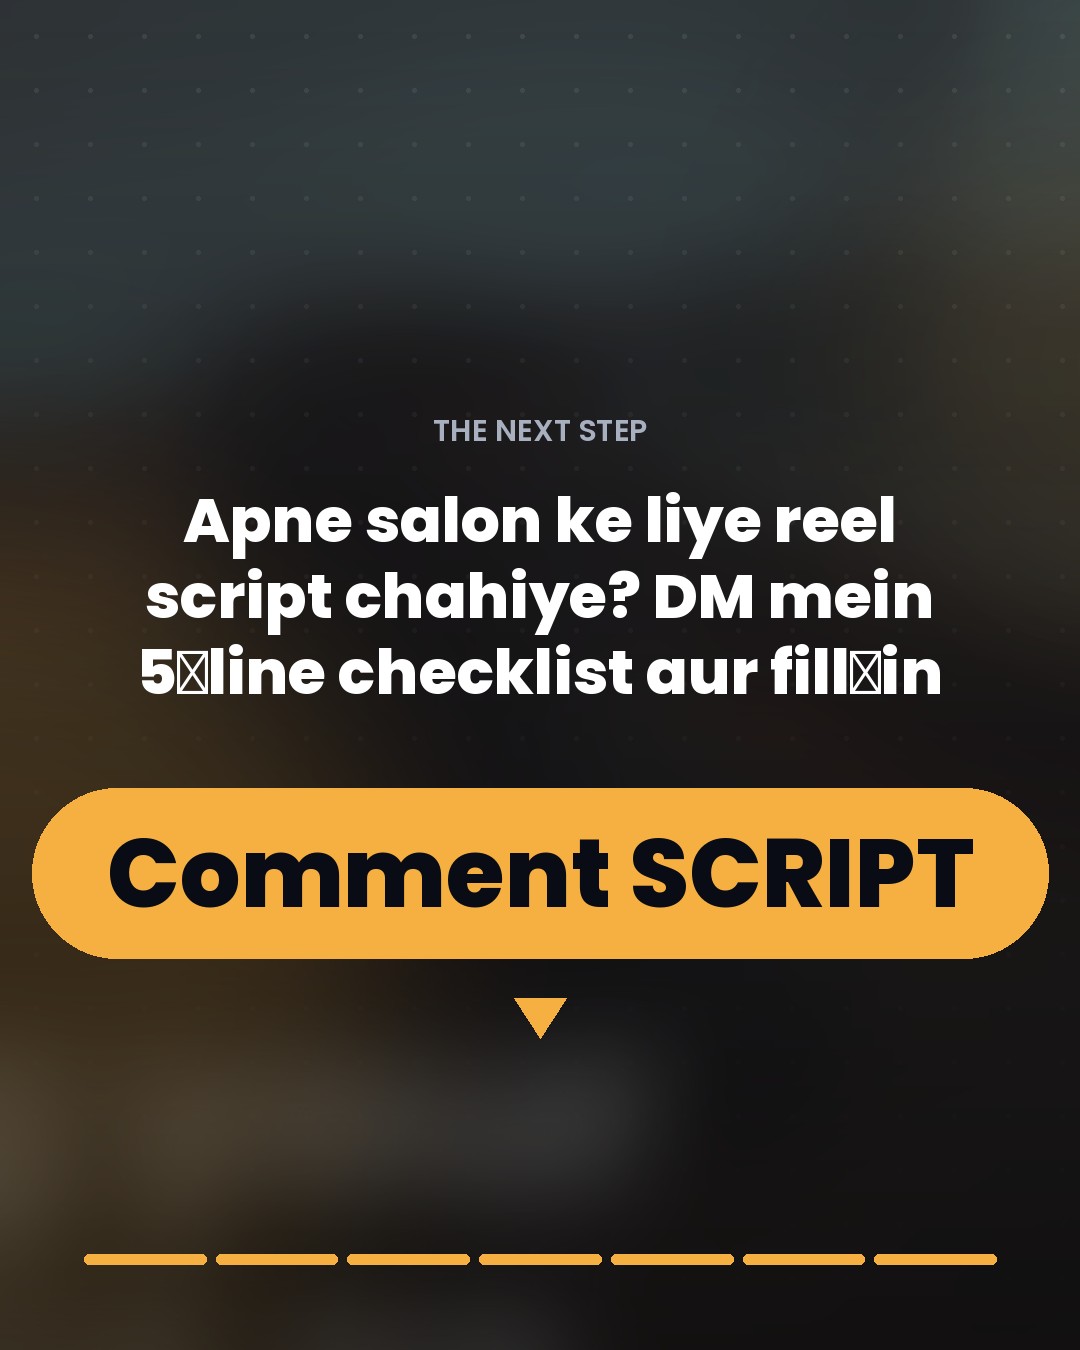 THE NEXT STEP
Apne salon ke liye reel
script chahiye? DM mein
5□line checklist aur fill□in
Comment SCRIPT